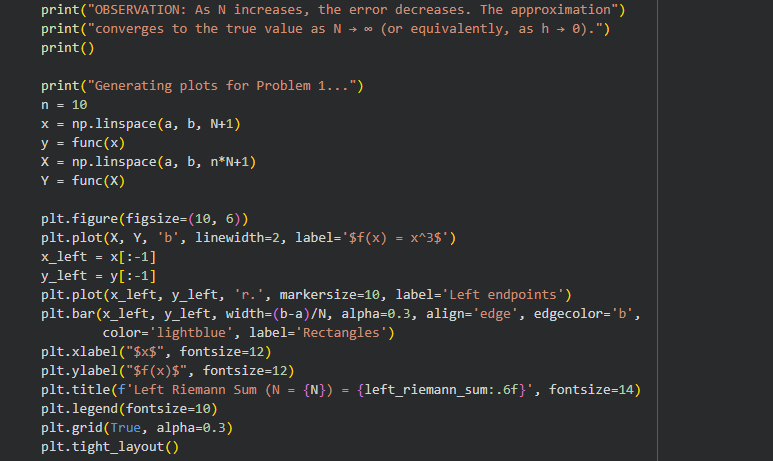 print("OBSERVATION: As N increases, the error decreases. The approximation")
print("converges to the true value as N → ∞ (or equivalently, as h → 0).")
print()

print("Generating plots for Problem 1...")
n = 10
x = np.linspace(a, b, N+1)
y = func(x)
X = np.linspace(a, b, n*N+1)
Y = func(X)

plt.figure(figsize=(10, 6))
plt.plot(X, Y, 'b', linewidth=2, label='$f(x) = x^3$')
x_left = x[:-1]
y_left = y[:-1]
plt.plot(x_left, y_left, 'r.', markersize=10, label='Left endpoints')
plt.bar(x_left, y_left, width=(b-a)/N, alpha=0.3, align='edge', edgecolor='b',
        color='lightblue', label='Rectangles')
plt.xlabel("$x$", fontsize=12)
plt.ylabel("$f(x)$", fontsize=12)
plt.title(f'Left Riemann Sum (N = {N}) = {left_riemann_sum:.6f}', fontsize=14)
plt.legend(fontsize=10)
plt.grid(True, alpha=0.3)
plt.tight_layout()